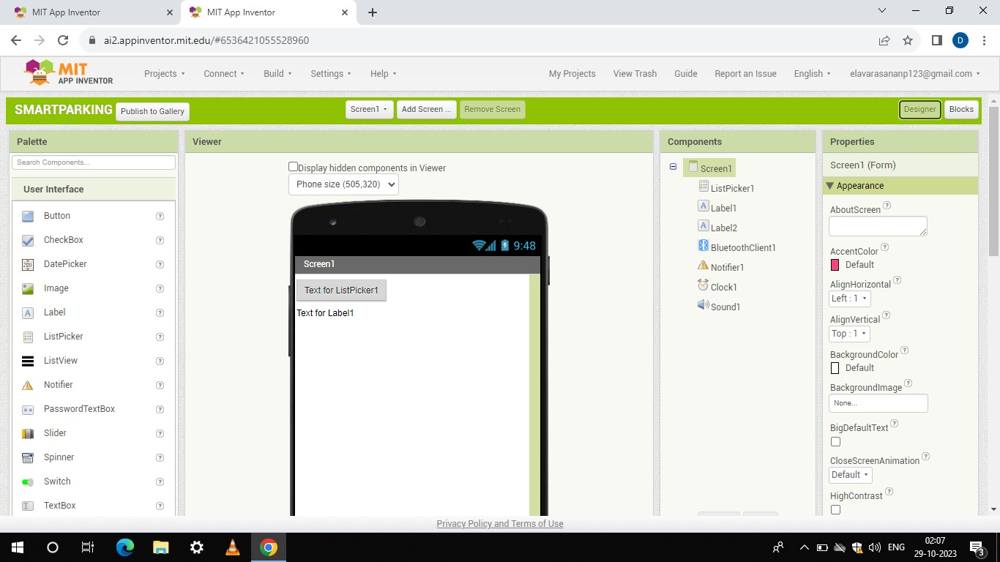 MIT App Inventor
MIT App Inventor
ai2.appinventor.mit.edu/#6536421055528960
D
MIT
APP INVENTOR
Projects
Connect
Build
Settings
Help
My Projects
View Trash
Guide
Report an Issue
English
elavarasananp123@gmail.com
SMARTPARKING
Publish to Gallery
Screen1
Add Screen ...
Remove Screen
Designer
Blocks
Palette
Search Components...
User Interface
Button
CheckBox
DatePicker
Image
Label
ListPicker
ListView
Notifier
PasswordTextBox
Slider
Spinner
Switch
TextBox
Viewer
Display hidden components in Viewer
Phone size (505,320)
9:48
Screen1
Text for ListPicker1
Text for Label1
Components
Screen1
ListPicker1
Label1
Label2
BluetoothClient1
Notifier1
Clock1
Sound1
Properties
Screen1 (Form)
Appearance
AboutScreen
AccentColor
Default
AlignHorizontal
Left : 1
AlignVertical
Top : 1
BackgroundColor
Default
BackgroundImage
None...
BigDefaultText
CloseScreenAnimation
Default
HighContrast
Privacy Policy and Terms of Use
ENG
02:07
29-10-2023
3